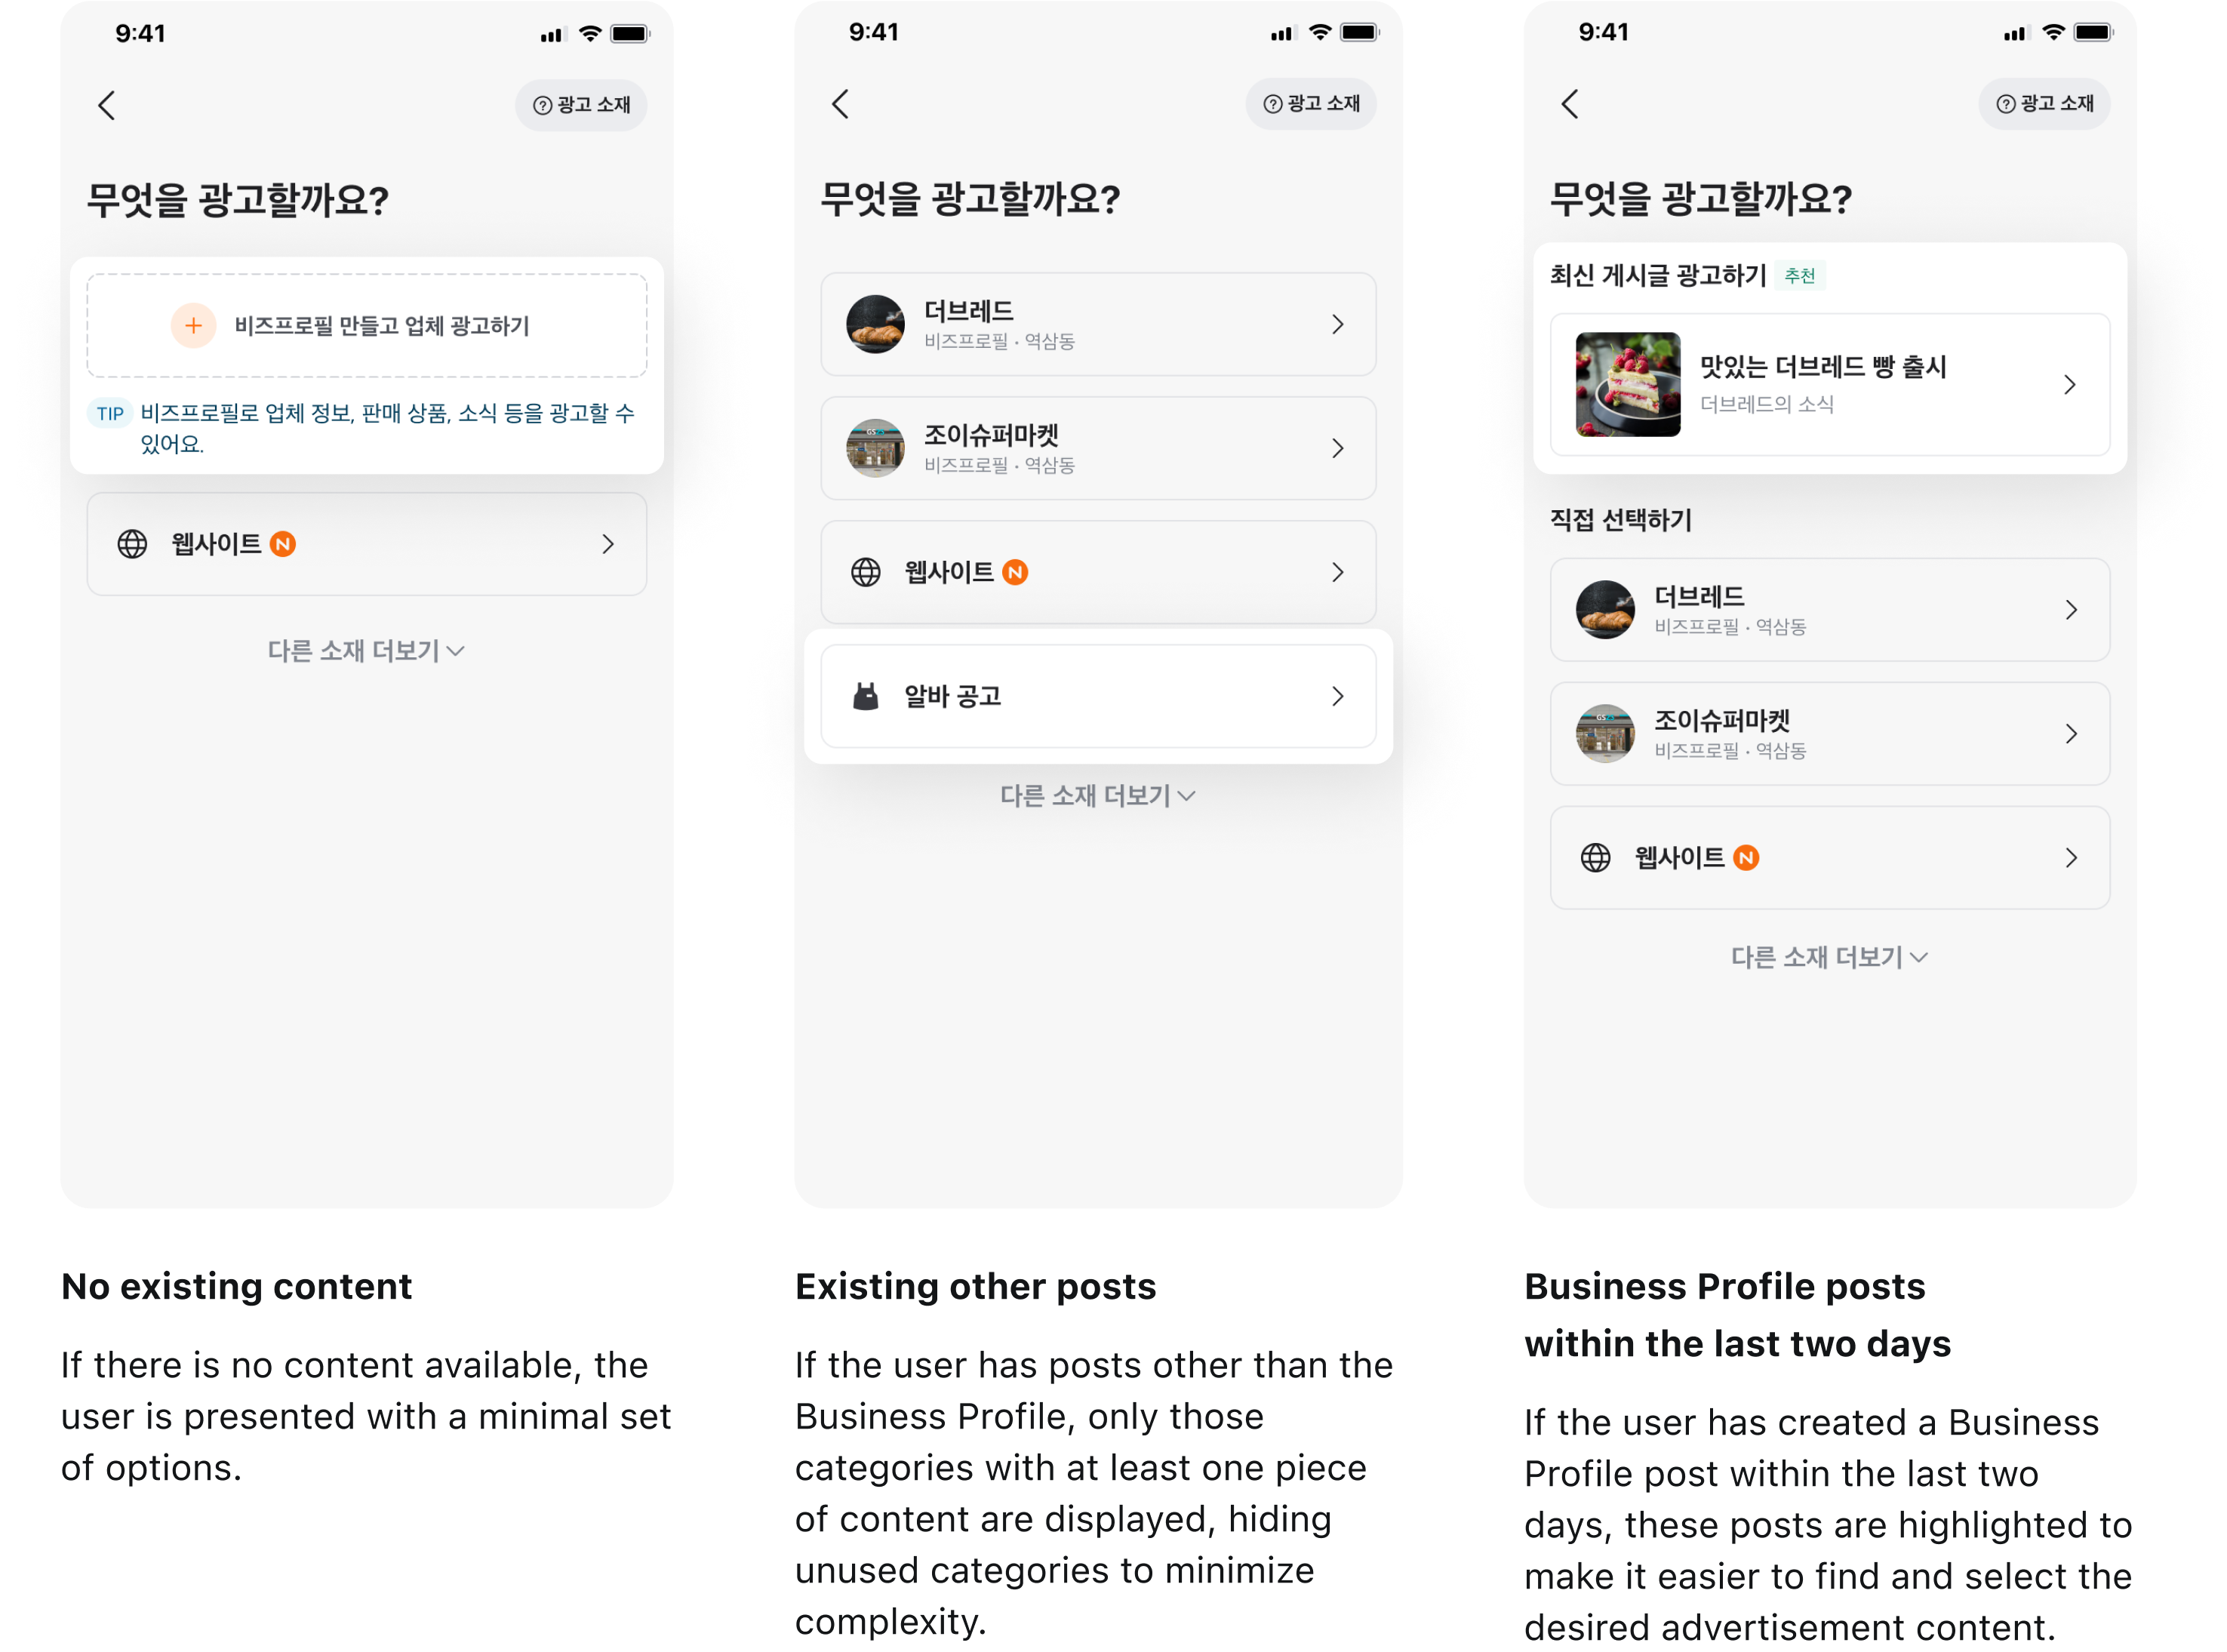 9:41
광고 소재
무엇을 광고할까요?
비즈프로필 만들고 업체 광고하기
TIP 비즈프로필로 업체 정보, 판매 상품, 소식 등을 광고할 수
있어요.
웹사이트 N
다른 소재 더보기
No existing content
If there is no content available, the
user is presented with a minimal set
of options.
9:41
광고 소재
무엇을 광고할까요?
더브레드
비즈프로필 · 역삼동
조이슈퍼마켓
비즈프로필 · 역삼동
웹사이트 N
알바 공고
다른 소재 더보기
Existing other posts
If the user has posts other than the
Business Profile, only those
categories with at least one piece
of content are displayed, hiding
unused categories to minimize
complexity.
9:41
광고 소재
무엇을 광고할까요?
최신 게시글 광고하기 추천
맛있는 더브레드 빵 출시
더브레드의 소식
직접 선택하기
더브레드
비즈프로필 · 역삼동
조이슈퍼마켓
비즈프로필 · 역삼동
웹사이트 N
다른 소재 더보기
Business Profile posts
within the last two days
If the user has created a Business
Profile post within the last two
days, these posts are highlighted to
make it easier to find and select the
desired advertisement content.